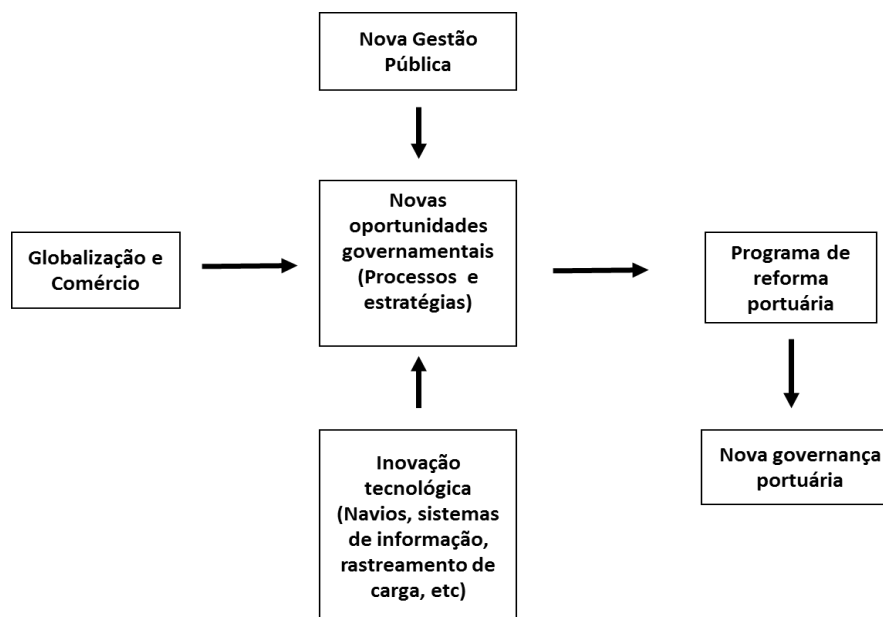 Nova Gestão
Pública
Novas
oportunidades
governamentais
(Processos e
estratégias)
Globalização e
Comércio
Programa de
reforma
portuária
Inovação
tecnológica
(Navios, sistemas
de informação,
rastreamento de
carga, etc)
Nova governança
portuária